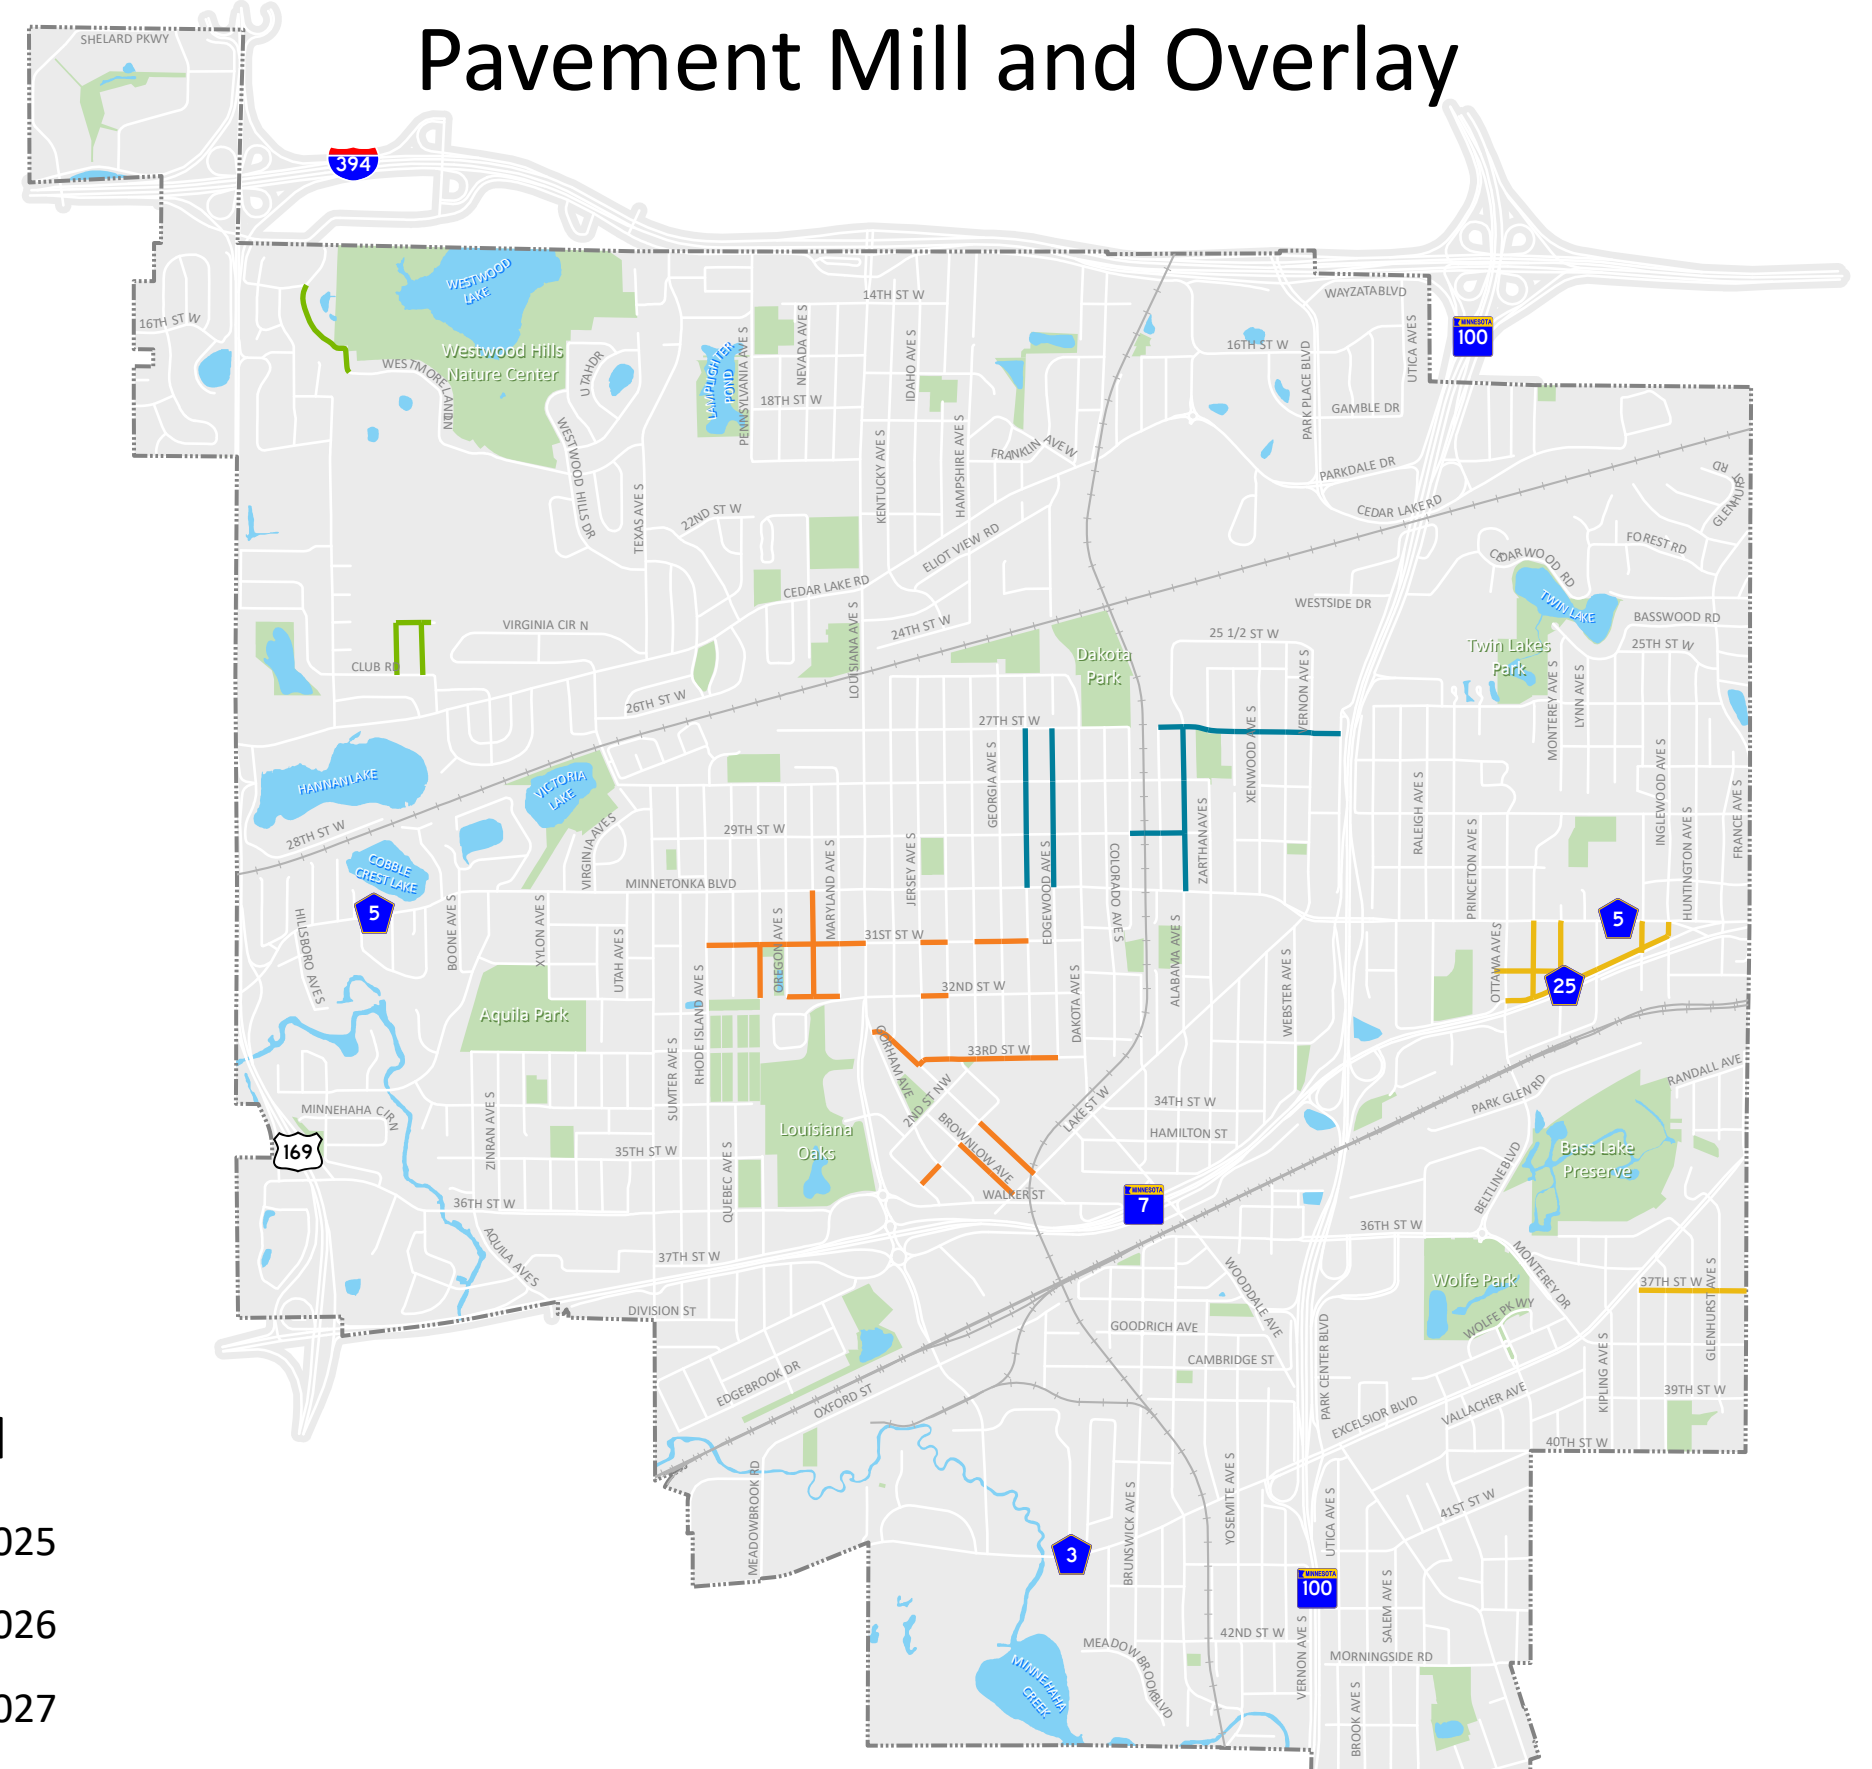 Pavement Mill and Overlay
SHELARD PKWY
394
WESTWOOD
LAKE
14TH ST W
WAYZATA BLVD
16TH ST W
MINNESOTA
100
UTICA AVE S
NEVADA AVE S
PENNSYLVANIA AVE S
IDAHO AVE S
16TH ST W
PARK PLACE BLVD
Westwood Hills
Nature Center
WESTMORELAND LN
UTAH DR
LAMPLIGHTER
POND
18TH ST W
GAMBLE DR
WESTWOOD HILLS DR
KENTUCKY AVE S
HAMPSHIRE AVE S
FRANKLIN AVE W
PARKDALE DR
GLENHURST RD
TEXAS AVE S
22ND ST W
CEDAR LAKE RD
ELIOT VIEW RD
FOREST RD
CEDARWOOD RD
CEDAR LAKE RD
WESTSIDE DR
TWIN LAKE
BASSWOOD RD
VIRGINIA CIR N
LOUISIANA AVE S
24TH ST W
25 1/2 ST W
25TH ST W
CLUB RD
Dakota
Park
Twin Lakes
Park
VERNON AVE S
MONTEREY AVE S
LYNN AVE S
26TH ST W
27TH ST W
XENWOOD AVE S
HANNAN LAKE
VICTORIA
LAKE
GEORGIA AVE S
RALEIGH AVE S
INGLEWOOD AVE S
FRANCE AVE S
28TH ST W
29TH ST W
VIRGINIA AVE S
ZARTHAN AVE S
PRINCETON AVE S
HUNTINGTON AVE S
COBBLE
CREST LAKE
MINNETONKA BLVD
MARYLAND AVE S
JERSEY AVE S
EDGEWOOD AVE S
COLORADO AVE S
5
5
HILLSBORO AVE S
BOONE AVE S
XYLON AVE S
UTAH AVE S
OREGON AVE S
31ST ST W
ALABAMA AVE S
WEBSTER AVE S
OTTAWA AVE S
25
RHODE ISLAND AVE S
32ND ST W
DAKOTA AVE S
Aquila Park
GORHAM AVE
33RD ST W
SUMTER AVE S
MINNEHAHA CIR N
ZINRAN AVE S
2ND ST NW
LAKE ST W
34TH ST W
PARK GLEN RD
RANDALL AVE
Louisiana
Oaks
BROWNLOW AVE
HAMILTON ST
169
35TH ST W
QUEBEC AVE S
Bass Lake
Preserve
BELTLINE BLVD
36TH ST W
WALKER ST
MINNESOTA
7
36TH ST W
AQUILA AVE S
37TH ST W
WOODDALE AVE
Wolfe Park
MONTEREY DR
37TH ST W
GLENHURST AVE S
DIVISION ST
GOODRICH AVE
WOLFE PKWY
PARK CENTER BLVD
CAMBRIDGE ST
KIPLING AVE S
EDGEBROOK DR
OXFORD ST
EXCELSIOR BLVD
VALLACHER AVE
39TH ST W
40TH ST W
MEADOWBROOK RD
BRUNSWICK AVE S
YOSEMITE AVE S
UTICA AVE S
41ST ST W
025
3
MINNESOTA
100
SALEM AVE S
026
42ND ST W
VERNON AVE S
MEADOWBROOK BLVD
MORNINGSIDE RD
MINNEHAHA
CREEK
BROOK AVE S
027